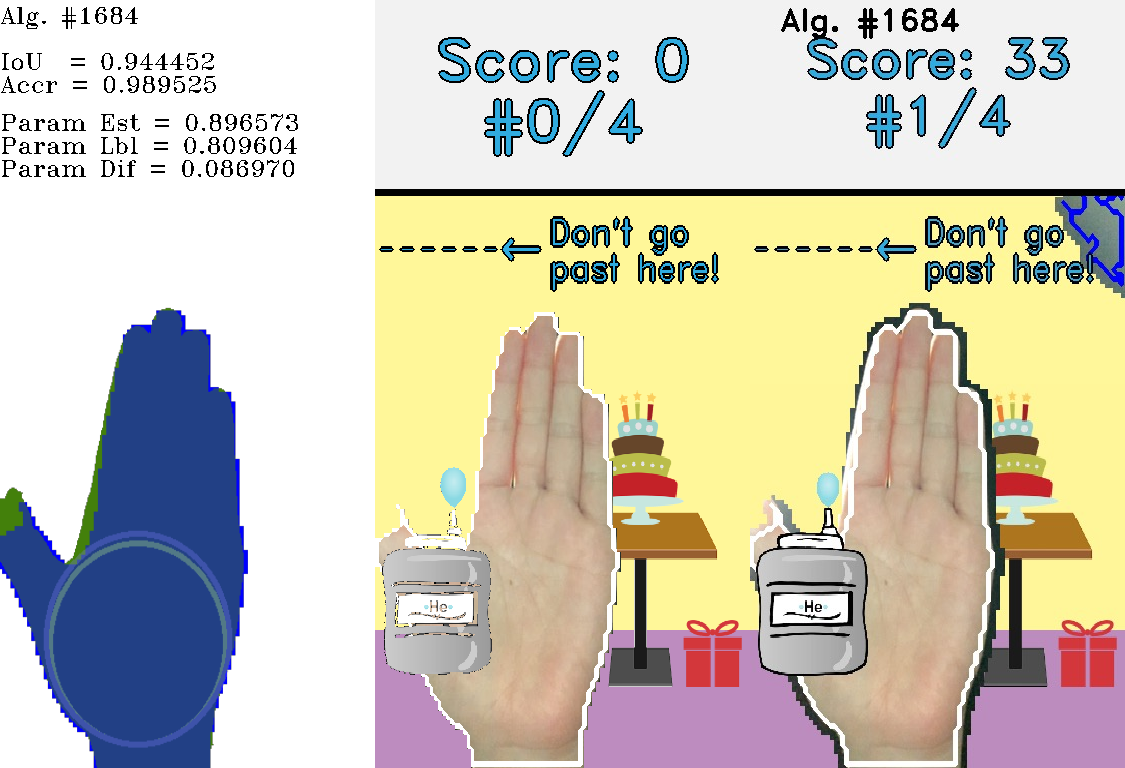 Alg. #1684
IoU = 0.944452
Accr = 0.989525
Param Est = 0.896573
Param Lbl = 0.809604
Param Dif = 0.086970
Score: 0
#0/4
Don't go
past here!
He
Alg. #1684
Score: 33
#1/4
Don't go
past here!
He